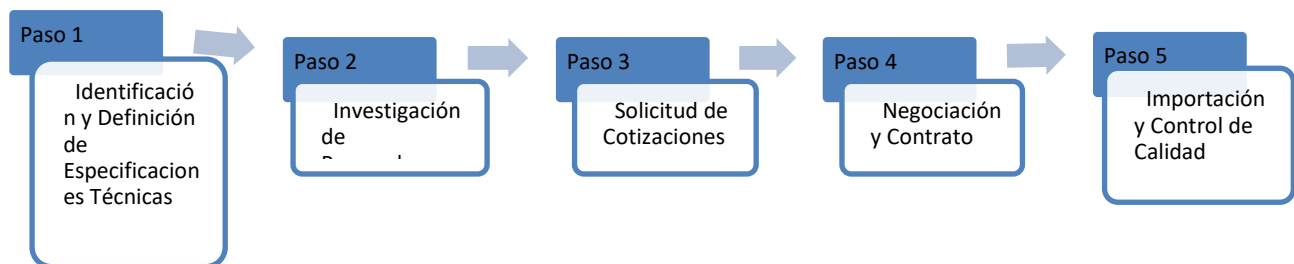 Paso 1
Identificació
n y Definición
de
Especificacion
es Técnicas
Paso 2
Investigación
de
Paso 3
Solicitud de
Cotizaciones
Paso 4
Negociación
y Contrato
Paso 5
Importación
y Control de
Calidad